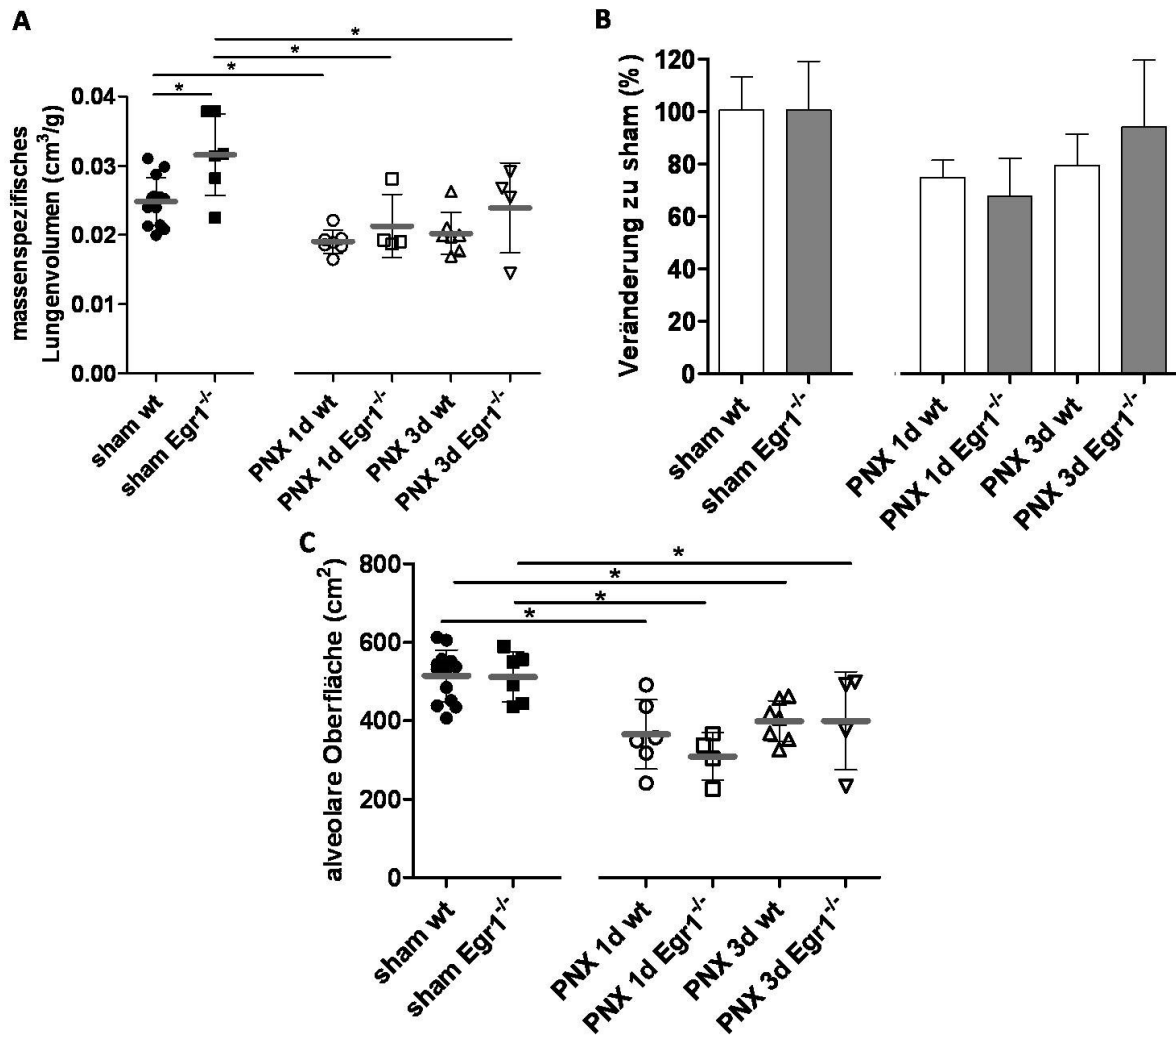 A
*
*
*
*
massenspezifisches
Lungenvolumen (cm³/g)
0.04
0.03
0.02
0.01
0.00
sham wt
sham Egr1⁻/⁻
PNX 1d wt
PNX 1d Egr1⁻/⁻
PNX 3d wt
PNX 3d Egr1⁻/⁻
B
Veränderung zu sham (%)
120
100
80
60
40
20
0
sham wt
sham Egr1⁻/⁻
PNX 1d wt
PNX 1d Egr1⁻/⁻
PNX 3d wt
PNX 3d Egr1⁻/⁻
C
*
*
*
*
alveolare Oberfläche (cm²)
800
600
400
200
0
sham wt
sham Egr1⁻/⁻
PNX 1d wt
PNX 1d Egr1⁻/⁻
PNX 3d wt
PNX 3d Egr1⁻/⁻